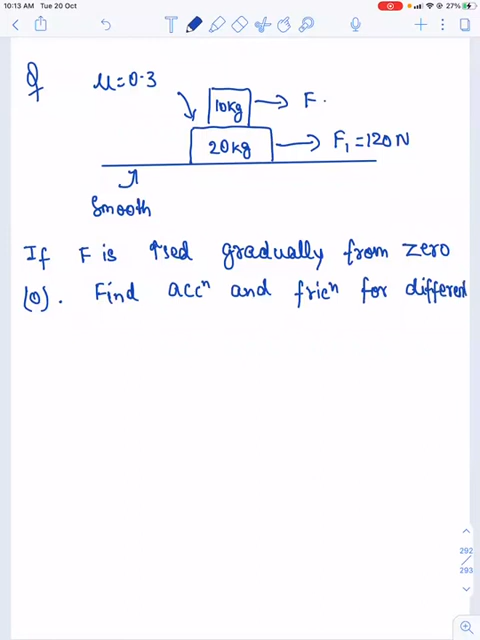 10:13 AM Tue 20 Oct
27%
Q
μ=0.3
10kg
F.
20kg
F₁=120N
Smooth
If F is ↑sed gradually from zero
(0). Find accⁿ and fricⁿ for different
292
293